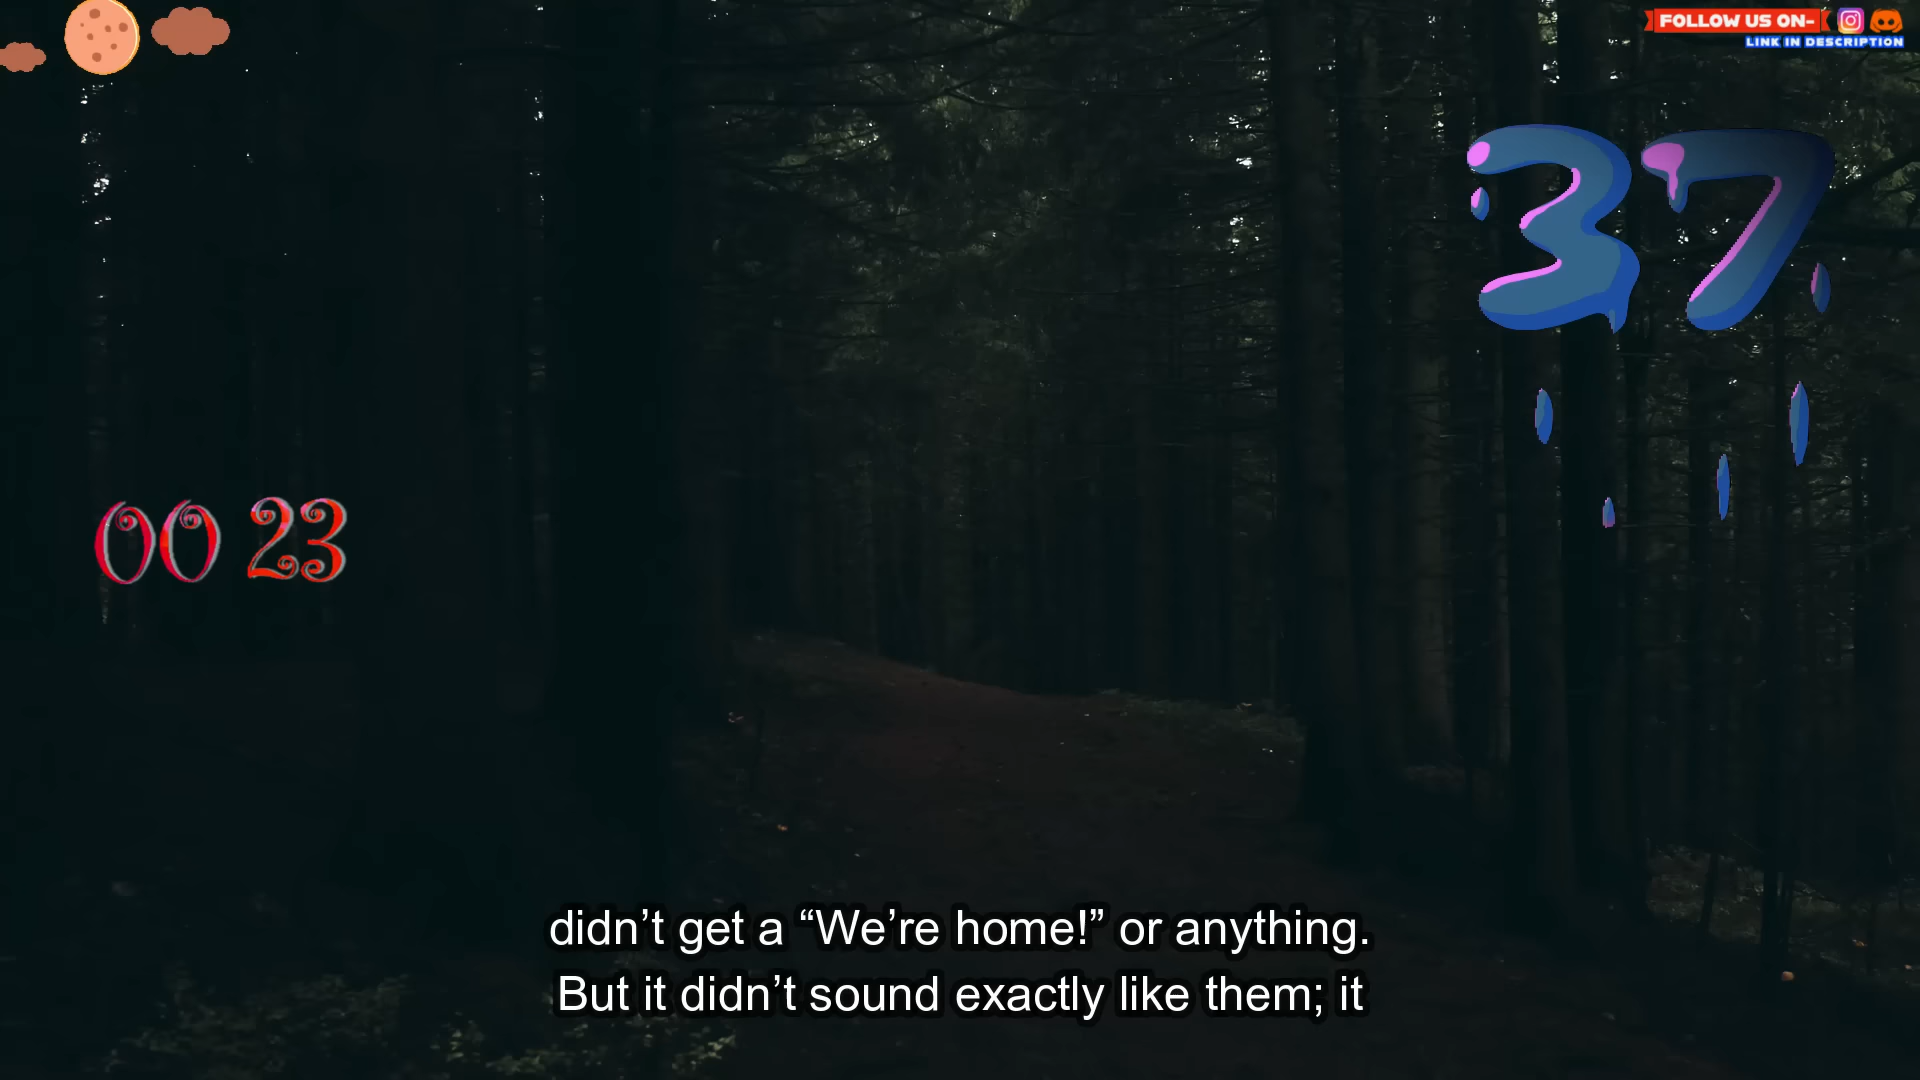 FOLLOW US ON-
LINK IN DESCRIPTION
37
00 23
didn’t get a “We’re home!” or anything.
But it didn’t sound exactly like them; it